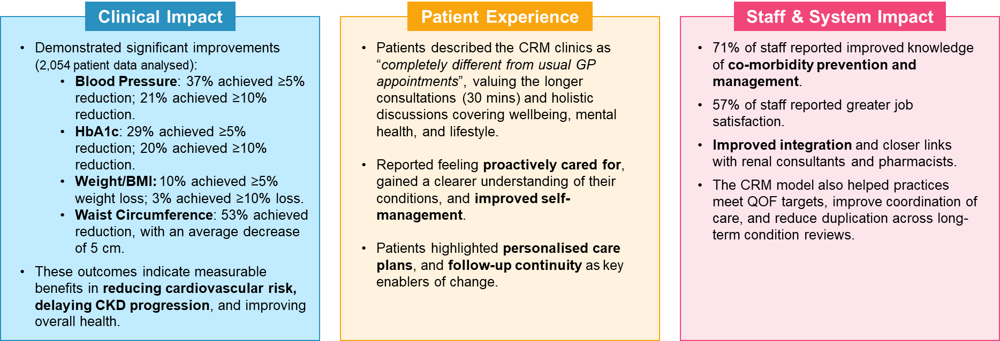 Clinical Impact
• Demonstrated significant improvements
(2,054 patient data analysed):
• Blood Pressure: 37% achieved ≥5%
reduction; 21% achieved ≥10%
reduction.
• HbA1c: 29% achieved ≥5%
reduction; 20% achieved ≥10%
reduction.
• Weight/BMI: 10% achieved ≥5%
weight loss; 3% achieved ≥10% loss.
• Waist Circumference: 53% achieved
reduction, with an average decrease
of 5 cm.
• These outcomes indicate measurable
benefits in reducing cardiovascular risk,
delaying CKD progression, and improving
overall health.
Patient Experience
• Patients described the CRM clinics as
“completely different from usual GP
appointments”, valuing the longer
consultations (30 mins) and holistic
discussions covering wellbeing, mental
health, and lifestyle.
• Reported feeling proactively cared for,
gained a clearer understanding of their
conditions, and improved self-
management.
• Patients highlighted personalised care
plans, and follow-up continuity as key
enablers of change.
Staff & System Impact
• 71% of staff reported improved knowledge
of co-morbidity prevention and
management.
• 57% of staff reported greater job
satisfaction.
• Improved integration and closer links
with renal consultants and pharmacists.
• The CRM model also helped practices
meet QOF targets, improve coordination of
care, and reduce duplication across long-
term condition reviews.